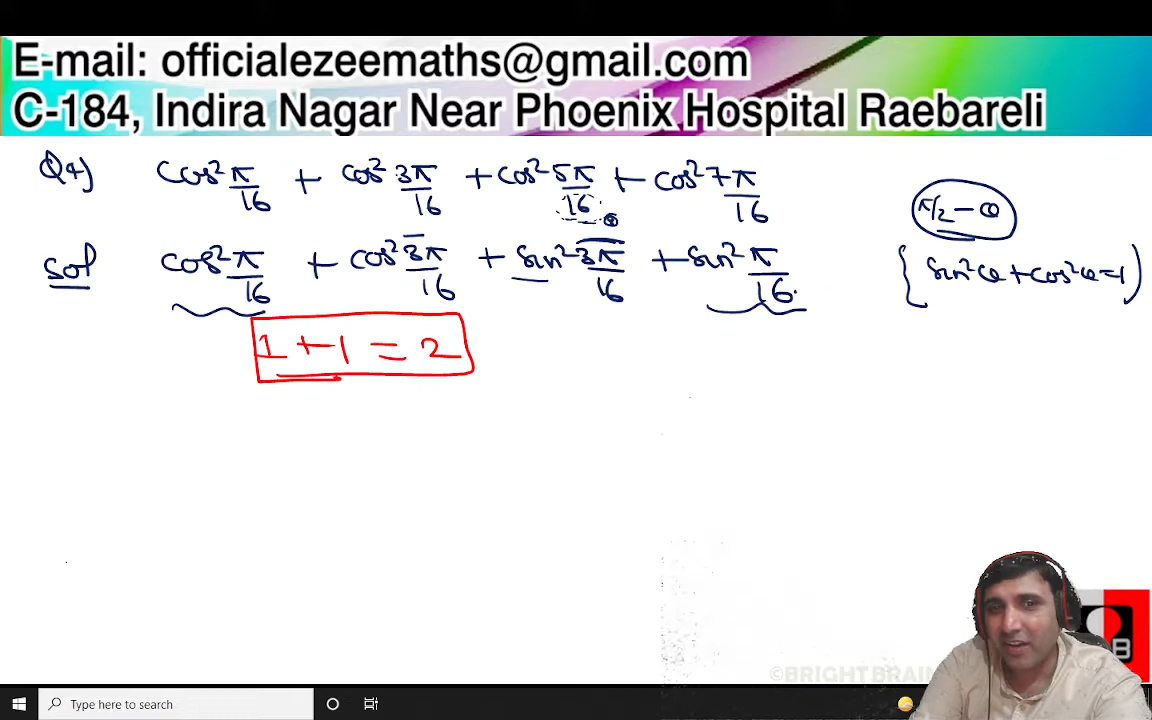 E-mail: officialezeemaths@gmail.com
C-184, Indira Nagar Near Phoenix Hospital Raebareli
Q4) cos² π/16 + cos² 3π/16 + cos² 5π/16 + cos² 7π/16
π/2 − θ
sol cos² π/16 + cos² 3π/16 + sin² 3π/16 + sin² π/16 {sin²θ + cos²θ = 1}
1 + 1 = 2
©BRIGHT BRAIN
B
Type here to search